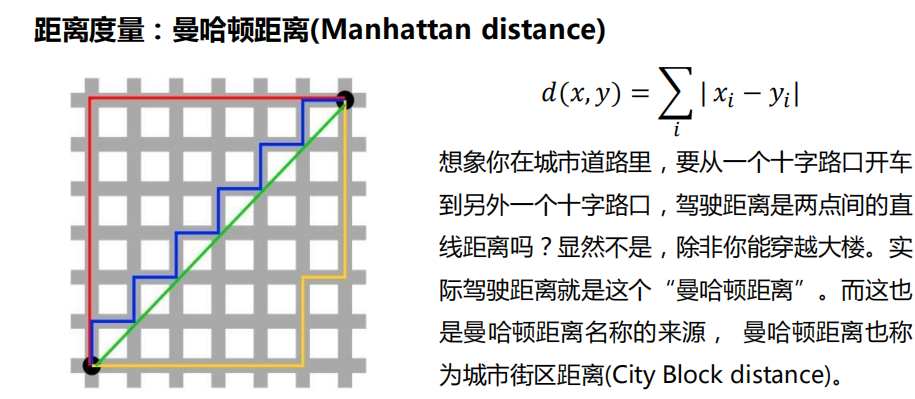 距离度量：曼哈顿距离(Manhattan distance)
d(x,y) = ∑_i | x_i − y_i|
想象你在城市道路里，要从一个十字路口开车
到另外一个十字路口，驾驶距离是两点间的直
线距离吗？显然不是，除非你能穿越大楼。实
际驾驶距离就是这个“曼哈顿距离”。而这也
是曼哈顿距离名称的来源， 曼哈顿距离也称
为城市街区距离(City Block distance)。